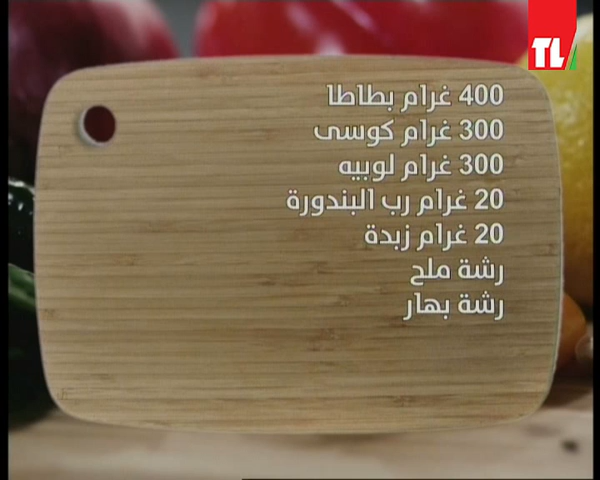 TL
400 غرام بطاطا
300 غرام كوسى
300 غرام لوبيه
20 غرام رب البندورة
20 غرام زبدة
رشة ملح
رشة بهار